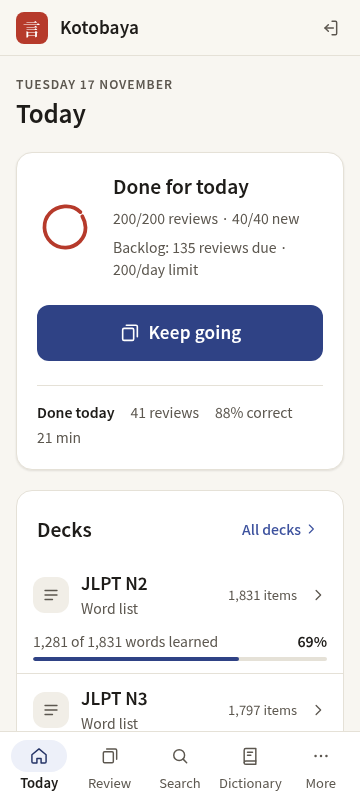 言 Kotobaya
TUESDAY 17 NOVEMBER
Today
Done for today
200/200 reviews · 40/40 new
Backlog: 135 reviews due ·
200/day limit
Keep going
Done today 41 reviews 88% correct
21 min
Decks All decks
JLPT N2
Word list
1,831 items
1,281 of 1,831 words learned 69%
JLPT N3
Word list
1,797 items
Today Review Search Dictionary More